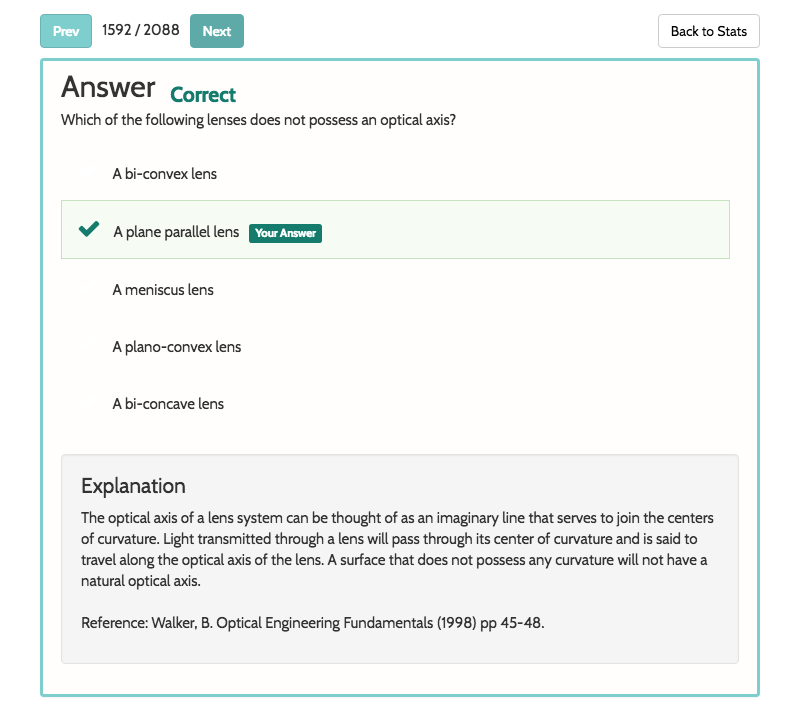 Prev 1592 / 2088 Next Back to Stats
Answer Correct
Which of the following lenses does not possess an optical axis?
A bi-convex lens
A plane parallel lens Your Answer
A meniscus lens
A plano-convex lens
A bi-concave lens
Explanation
The optical axis of a lens system can be thought of as an imaginary line that serves to join the centers
of curvature. Light transmitted through a lens will pass through its center of curvature and is said to
travel along the optical axis of the lens. A surface that does not possess any curvature will not have a
natural optical axis.
Reference: Walker, B. Optical Engineering Fundamentals (1998) pp 45-48.